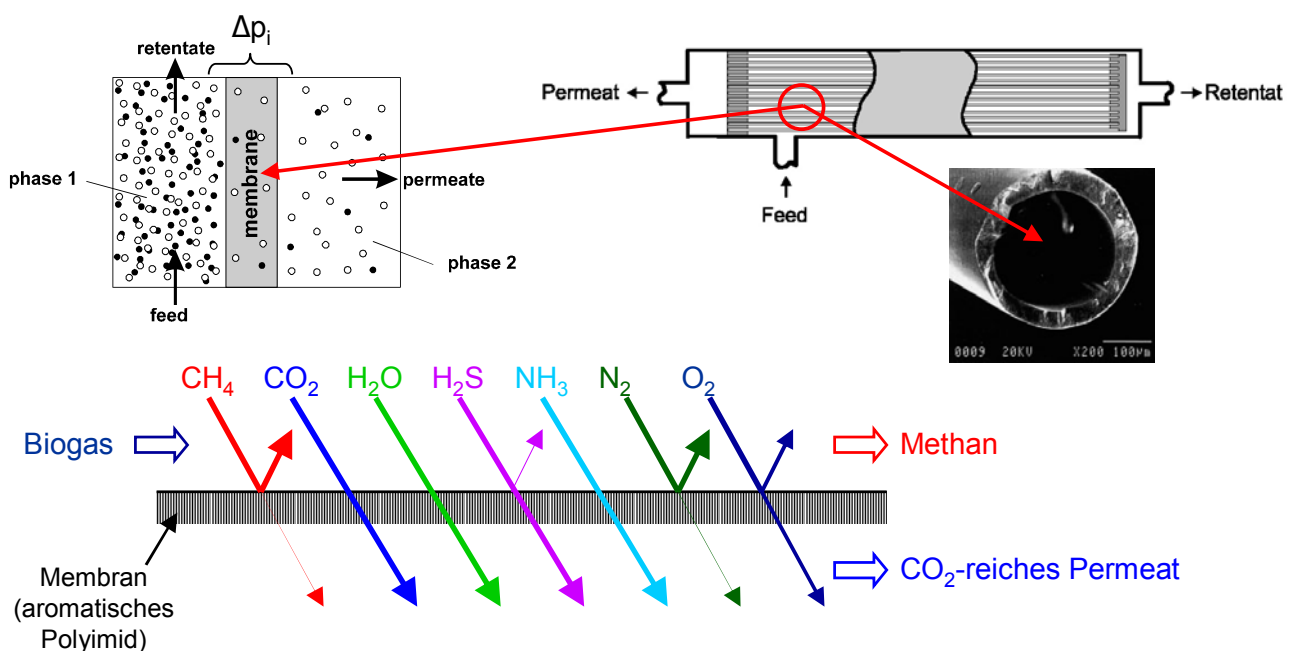 Δpᵢ
retentate
phase 1
membrane
permeate
phase 2
feed
Permeat
Retentat
Feed
0009 20KV X200 100µm
CH₄ CO₂ H₂O H₂S NH₃ N₂ O₂
Biogas
Methan
Membran
(aromatisches
Polyimid)
CO₂-reiches Permeat